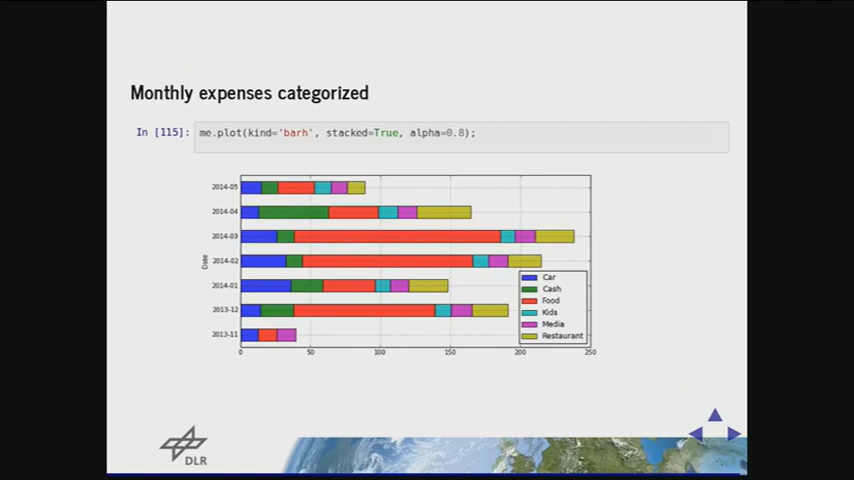 Monthly expenses categorized
In [115]: me.plot(kind='barh', stacked=True, alpha=0.8);
2014-05
2014-04
2014-03
2014-02
2014-01
2013-12
2013-11
Date
Car
Cash
Food
Kids
Media
Restaurant
0 50 100 150 200 250
DLR